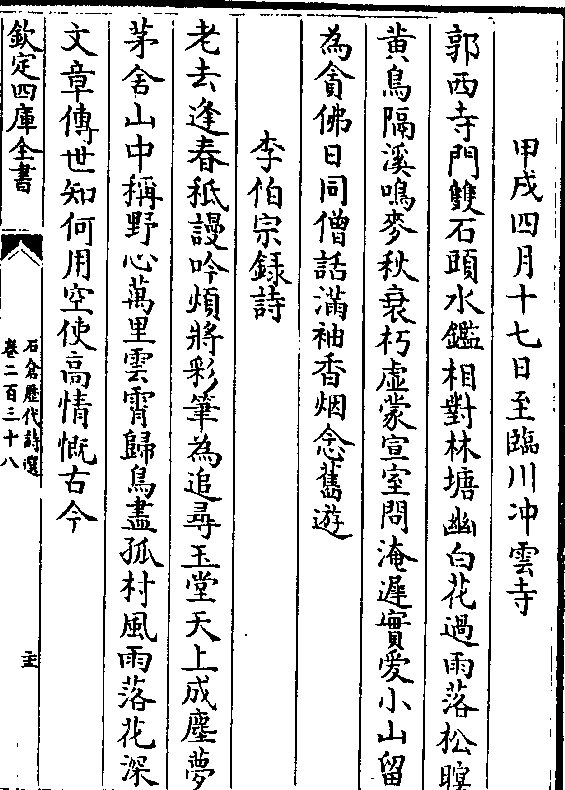 甲戌四月十七日至臨川冲雲寺
郭西寺門雙石頭水鑑相對林塘幽白花過雨落松暝
黄鳥隔溪鳴麥秋衰朽虚蒙宣室問淹遲實愛小山留
為貪佛日同僧話滿袖香烟念舊遊
李伯宗録詩
老去逢春秪謾吟煩將彩筆為追尋玉堂天上成塵夢
茅舍山中稱野心萬里雲霄歸鳥盡孤村風雨落花深
文章傳世知何用空使高情慨古今
欽定四庫全書
石倉歷代詩選
卷二百三十八